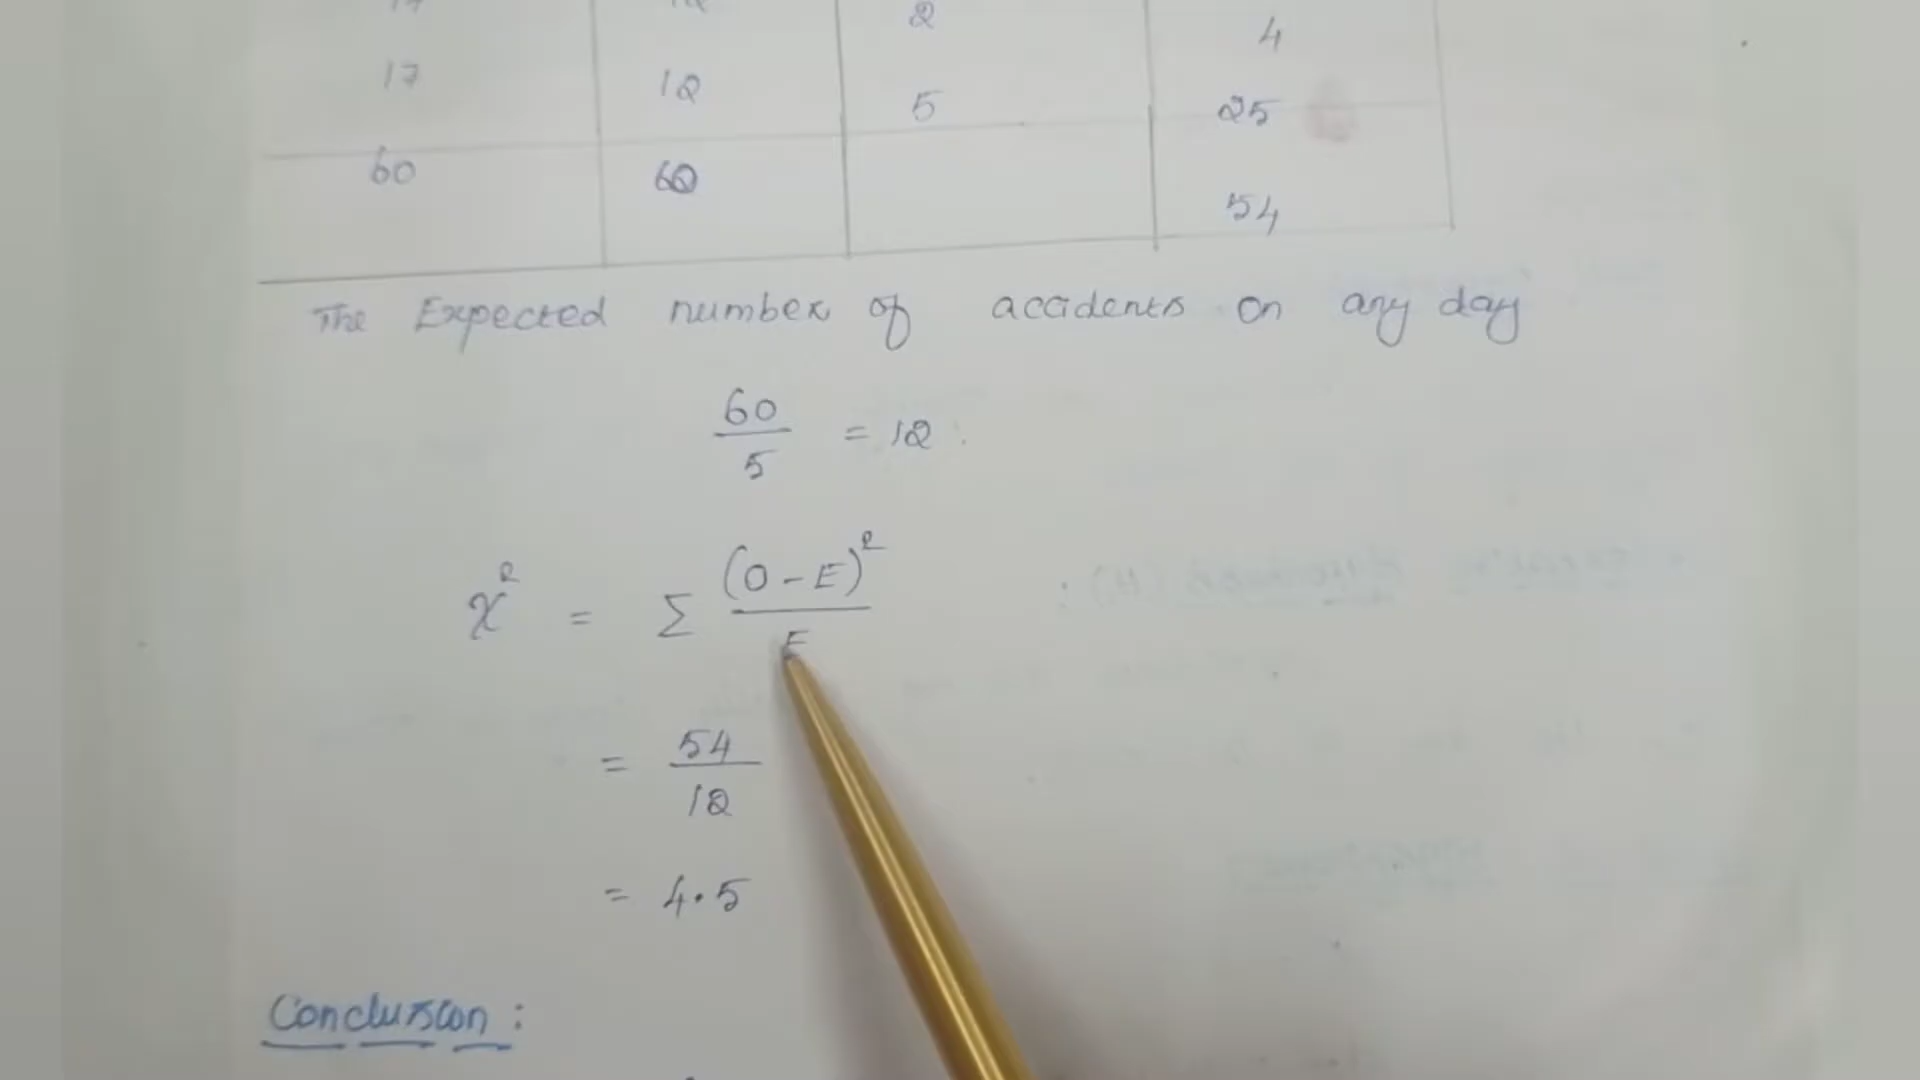 2 4
17 12 5 25
60 60 54
The Expected number of accidents on any day
60/5 = 12
χ² = Σ (O - E)²/E
= 54/12
= 4.5
Conclusion :